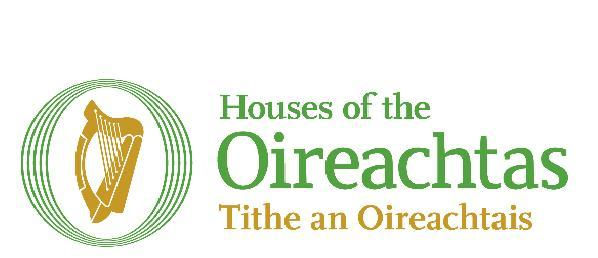 Houses of the
Oireachtas
Tithe an Oireachtais